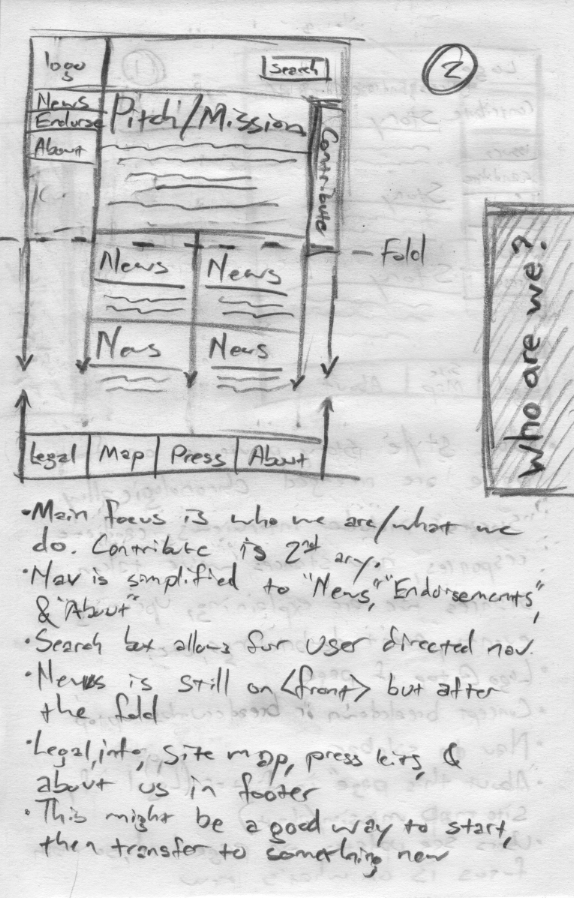 logo
Search
2
News
Endorse
About
Pitch/Mission
Contribute
Fold
News News
News News
Who are we?
Legal Map Press About
•Main focus is who we are/what we
do. Contribute is 2nd ary.
•Nav is simplified to "News," "Endorsements",
& "About"
•Search box allows for user directed nav.
•News is still on <front> but after
the fold
•Legal, info, site map, press kits, &
about us in footer
•This might be a good way to start,
then transfer to something new